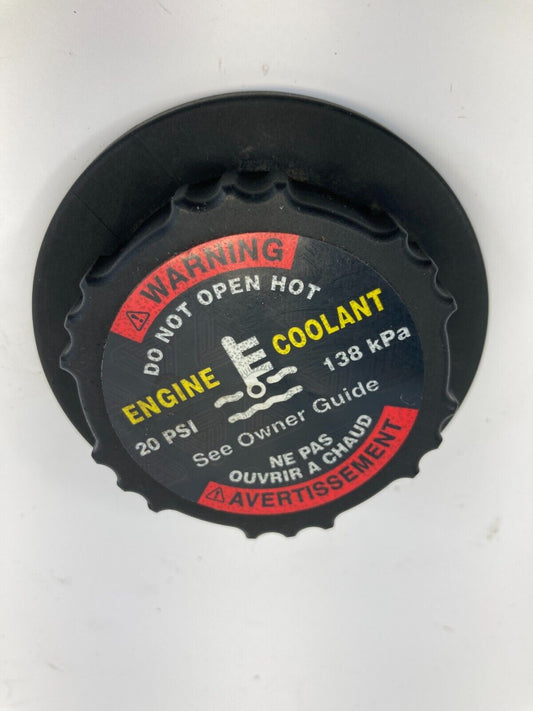 WARNING
DO NOT OPEN HOT
ENGINE COOLANT
20 PSI 138 kPa
See Owner Guide
NE PAS
OUVRIR A CHAUD
AVERTISSEMENT